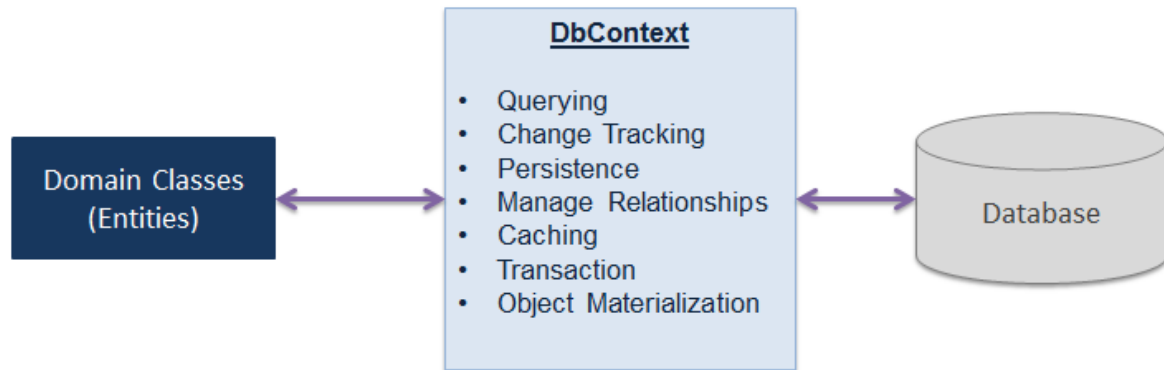 DbContext
• Querying
• Change Tracking
• Persistence
• Manage Relationships
• Caching
• Transaction
• Object Materialization
Domain Classes
(Entities)
Database